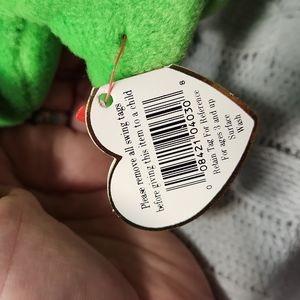 Please remove all swing tags
before giving this item to a child
0 08421 04030 8
Retain Tag For Reference
For ages 3 and up
Surface
Wash